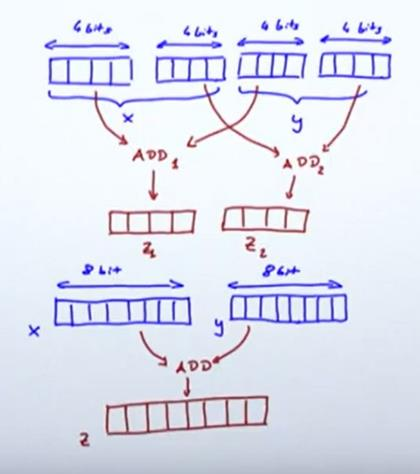 4 bits 4 bits 4 bits 4 bits
x y
ADD1 ADD2
Z1 Z2
8 bit 8 bit
x y
ADD
z